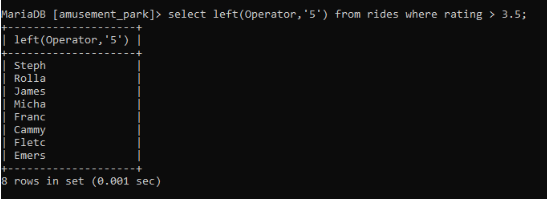 MariaDB [amusement_park]> select left(Operator,'5') from rides where rating > 3.5;
+--------------------+
| left(Operator,'5') |
+--------------------+
| Steph              |
| Rolla              |
| James              |
| Micha              |
| Franc              |
| Cammy              |
| Fletc              |
| Emers              |
+--------------------+
8 rows in set (0.001 sec)